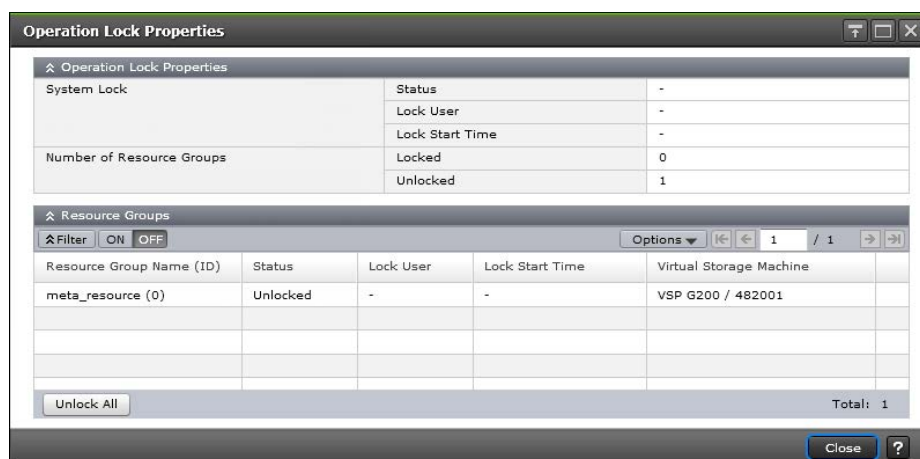 Operation Lock Properties
Operation Lock Properties
System Lock Status -
Lock User -
Lock Start Time -
Number of Resource Groups Locked 0
Unlocked 1
Resource Groups
Filter ON OFF Options 1 / 1
Resource Group Name (ID) Status Lock User Lock Start Time Virtual Storage Machine
meta_resource (0) Unlocked - - VSP G200 / 482001
Unlock All Total: 1
Close ?